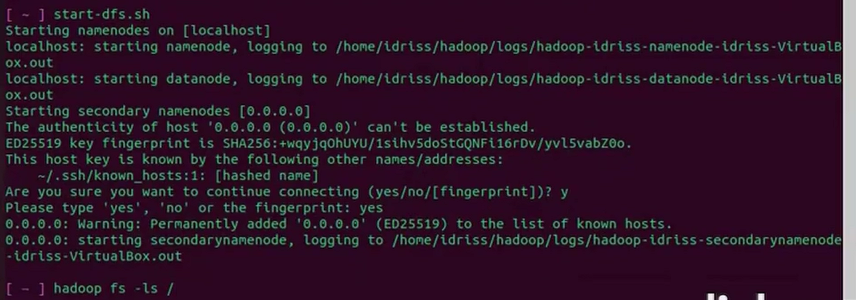 [ ~ ] start-dfs.sh
Starting namenodes on [localhost]
localhost: starting namenode, logging to /home/idriss/hadoop/logs/hadoop-idriss-namenode-idriss-VirtualB
ox.out
localhost: starting datanode, logging to /home/idriss/hadoop/logs/hadoop-idriss-datanode-idriss-VirtualB
ox.out
Starting secondary namenodes [0.0.0.0]
The authenticity of host '0.0.0.0 (0.0.0.0)' can't be established.
ED25519 key fingerprint is SHA256:+wqyjqOhUYU/1sihv5doStGQNFi16rDv/yvl5vabZ0o.
This host key is known by the following other names/addresses:
    ~/.ssh/known_hosts:1: [hashed name]
Are you sure you want to continue connecting (yes/no/[fingerprint])? y
Please type 'yes', 'no' or the fingerprint: yes
0.0.0.0: Warning: Permanently added '0.0.0.0' (ED25519) to the list of known hosts.
0.0.0.0: starting secondarynamenode, logging to /home/idriss/hadoop/logs/hadoop-idriss-secondarynamenode
-idriss-VirtualBox.out
[ ~ ] hadoop fs -ls /